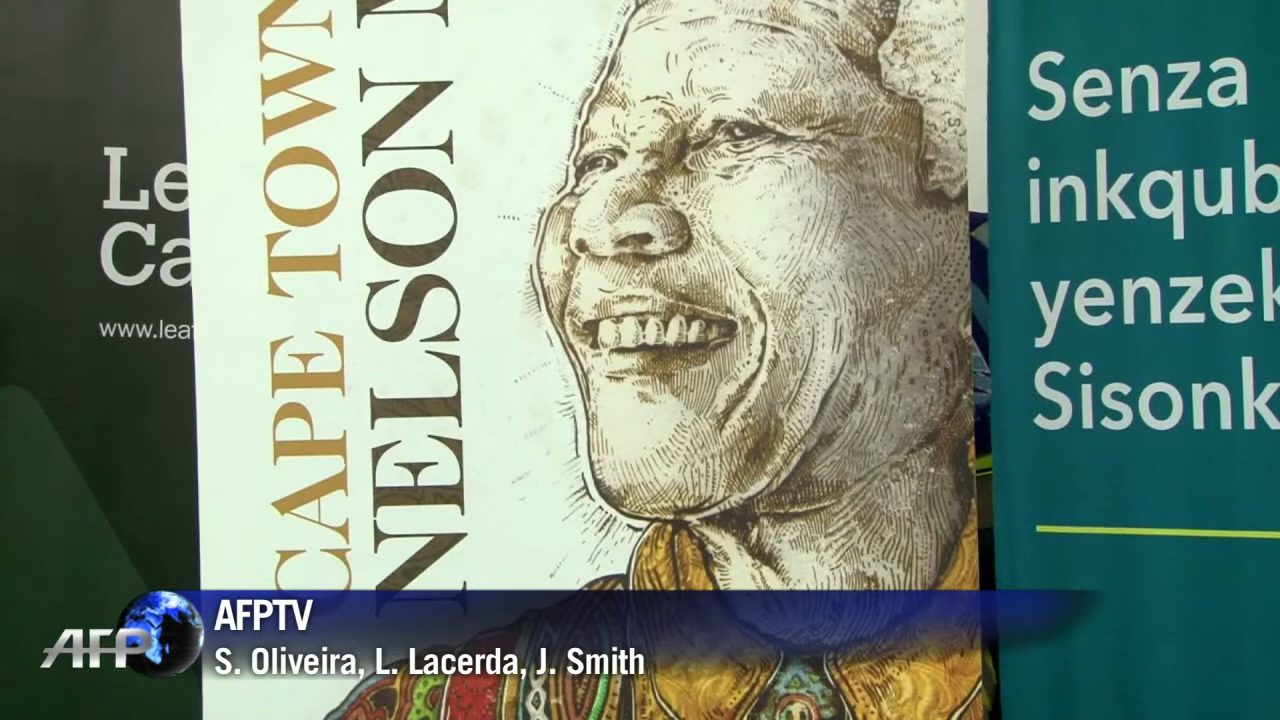 Le
Ca
www.lea
CAPE TOWN
NELSON
Senza
inkqub
yenzek
Sisonk
AFP
AFPTV
S. Oliveira, L. Lacerda, J. Smith